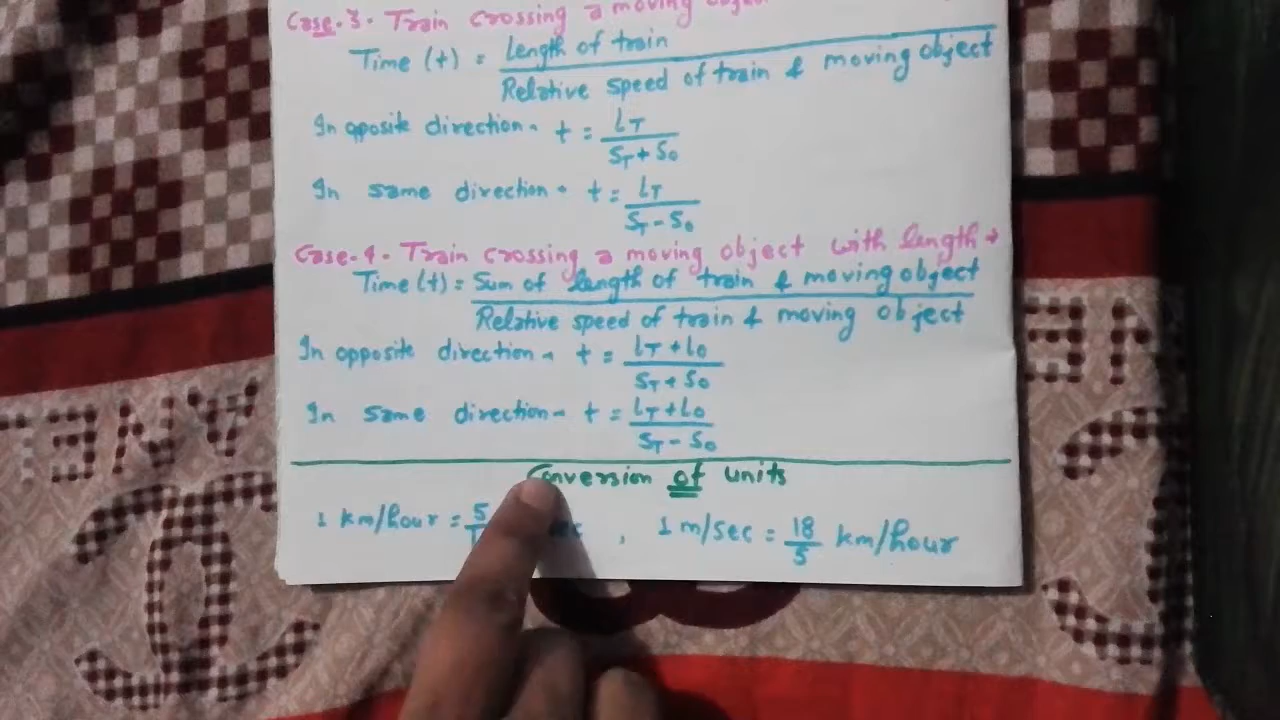 Case-3. Train crossing a moving object
Time (t) = Length of train / Relative speed of train & moving object
In opposite direction- t = LT / ST + SO
In same direction- t = LT / ST - SO
Case-4. Train crossing a moving object with length →
Time (t) = Sum of length of train & moving object / Relative speed of train & moving object
In opposite direction- t = LT + LO / ST + SO
In same direction- t = LT + LO / ST - SO
Conversion of units
1 km/hour = 5 , 1 m/sec = 18/5 km/hour